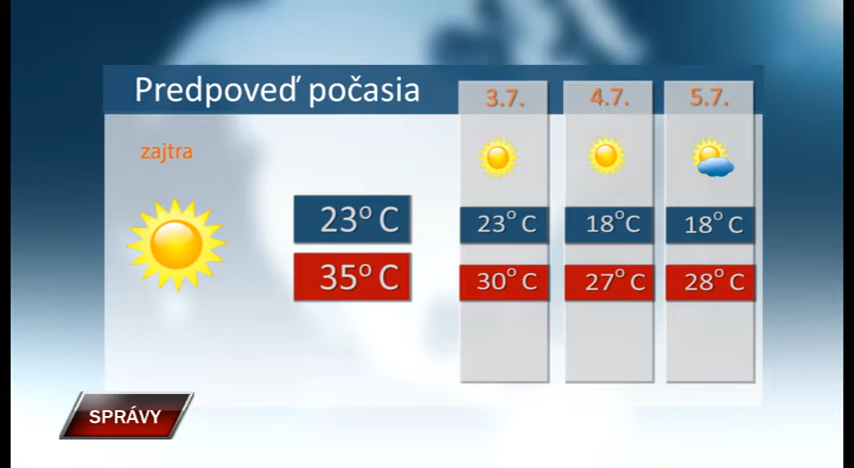 Predpoveď počasia
zajtra
23° C
35° C
3.7.
23° C
30° C
4.7.
18°C
27° C
5.7.
18° C
28° C
SPRÁVY